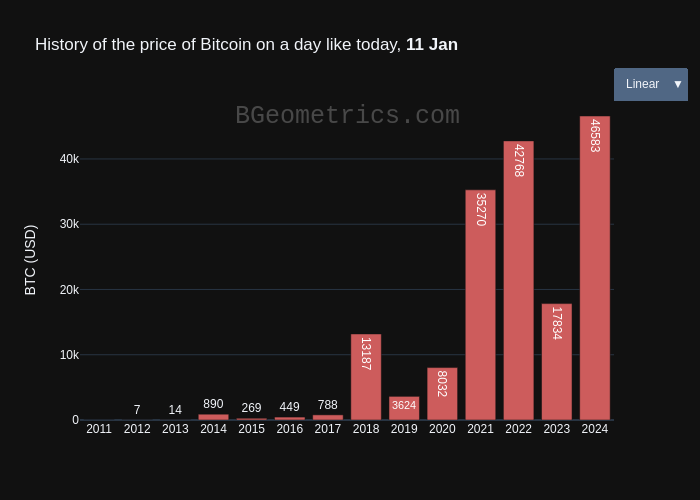 History of the price of Bitcoin on a day like today, 11 Jan
Linear ▼
BGeometrics.com
BTC (USD)
40k
30k
20k
10k
0
7
14
890
269
449
788
13187
3624
8032
35270
42768
17834
46583
2011 2012 2013 2014 2015 2016 2017 2018 2019 2020 2021 2022 2023 2024